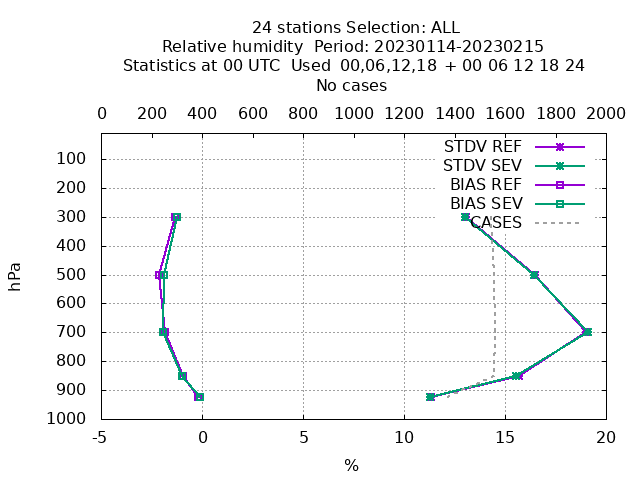 24 stations Selection: ALL
Relative humidity  Period: 20230114-20230215
Statistics at 00 UTC  Used  00,06,12,18  + 00 06 12 18 24
No cases
0 200 400 600 800 1000 1200 1400 1600 1800 2000
STDV REF
STDV SEV
BIAS REF
BIAS SEV
CASES
100
200
300
400
500
600
700
800
900
1000
hPa
-5 0 5 10 15 20
%